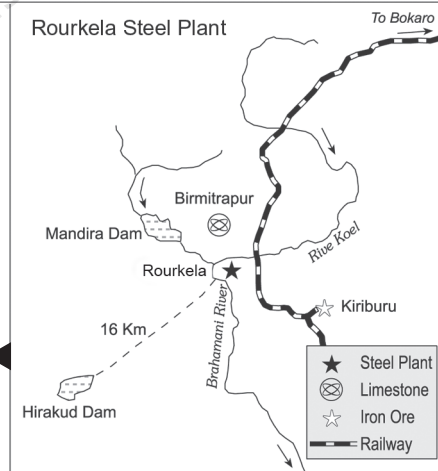 Rourkela Steel Plant
To Bokaro
Birmitrapur
Mandira Dam
Rive Koel
Rourkela
Brahamani River
Kiriburu
16 Km
Hirakud Dam
Steel Plant
Limestone
Iron Ore
Railway